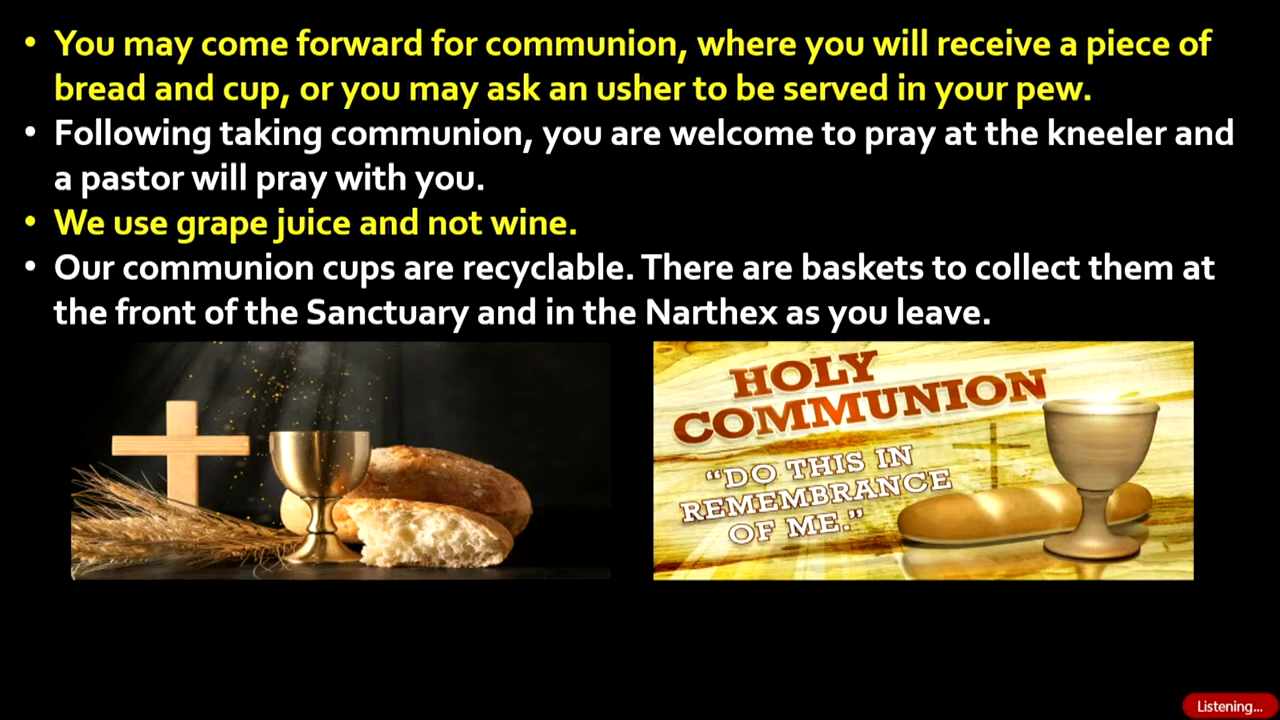 • You may come forward for communion, where you will receive a piece of
bread and cup, or you may ask an usher to be served in your pew.
• Following taking communion, you are welcome to pray at the kneeler and
a pastor will pray with you.
• We use grape juice and not wine.
• Our communion cups are recyclable. There are baskets to collect them at
the front of the Sanctuary and in the Narthex as you leave.
HOLY
COMMUNION
“DO THIS IN
REMEMBRANCE
OF ME.”
Listening...